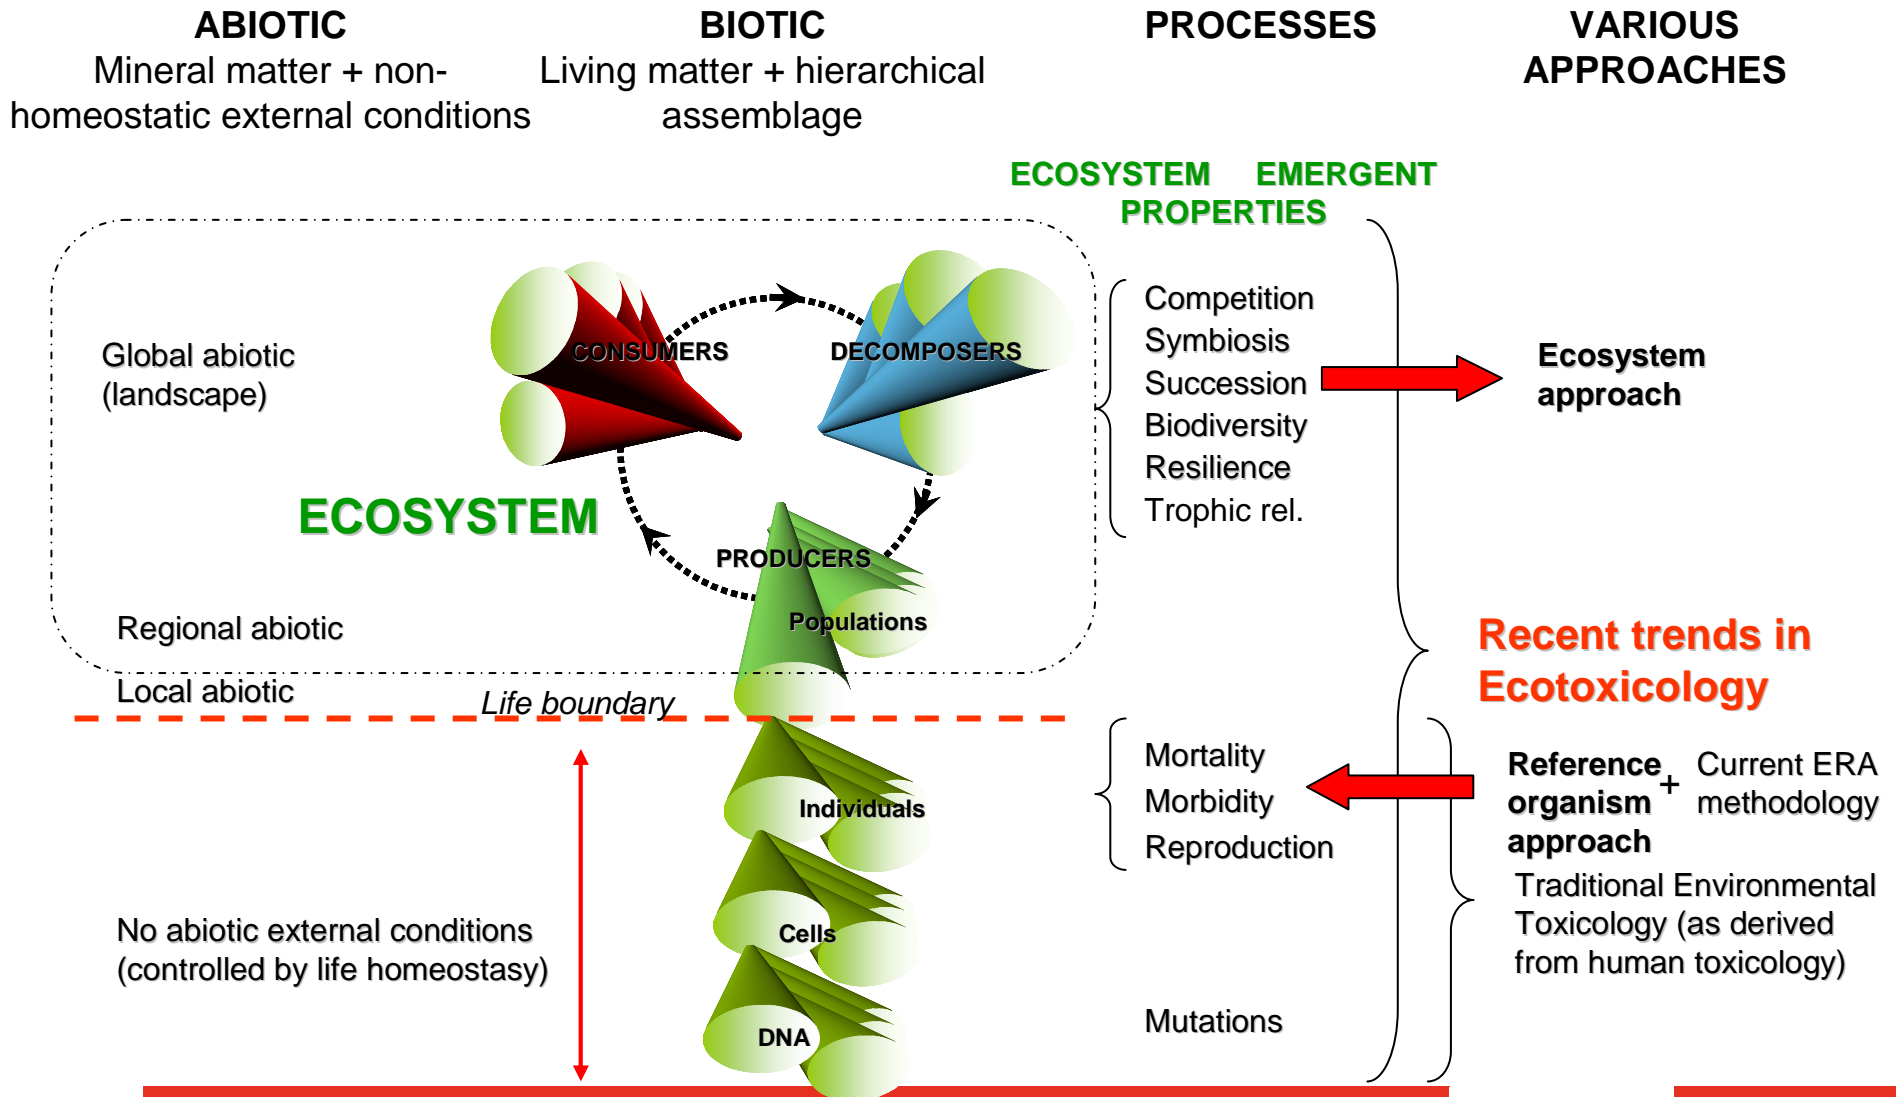 ABIOTIC
Mineral matter + non-
homeostatic external conditions
BIOTIC
Living matter + hierarchical
assemblage
PROCESSES
VARIOUS
APPROACHES
ECOSYSTEM EMERGENT
PROPERTIES
Global abiotic
(landscape)
CONSUMERS
DECOMPOSERS
Competition
Symbiosis
Succession
Biodiversity
Resilience
Trophic rel.
Ecosystem
approach
ECOSYSTEM
PRODUCERS
Populations
Regional abiotic
Local abiotic
Life boundary
Recent trends in
Ecotoxicology
Individuals
Mortality
Morbidity
Reproduction
Reference
organism
approach
+
Current ERA
methodology
Traditional Environmental
Toxicology (as derived
from human toxicology)
No abiotic external conditions
(controlled by life homeostasy)
Cells
DNA
Mutations